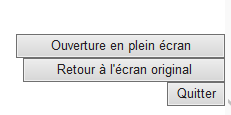 Ouverture en plein écran
Retour à l'écran original
Quitter